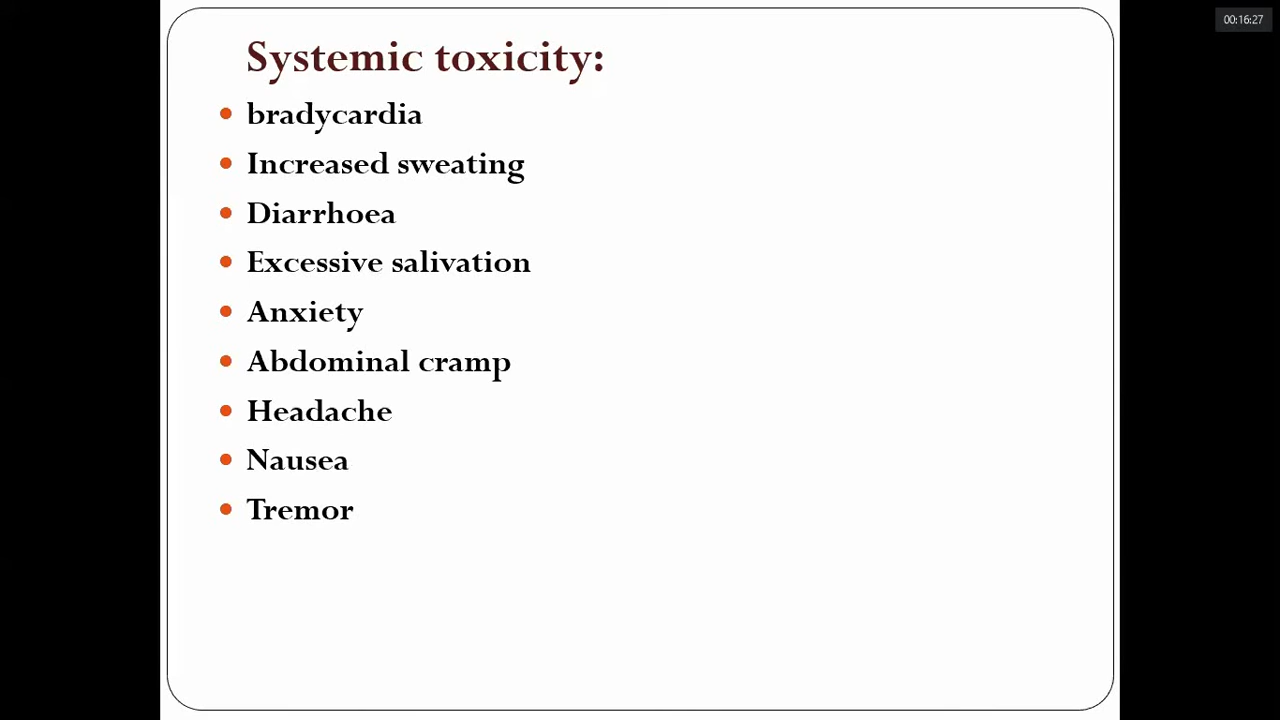 00:16:27
Systemic toxicity:
bradycardia
Increased sweating
Diarrhoea
Excessive salivation
Anxiety
Abdominal cramp
Headache
Nausea
Tremor